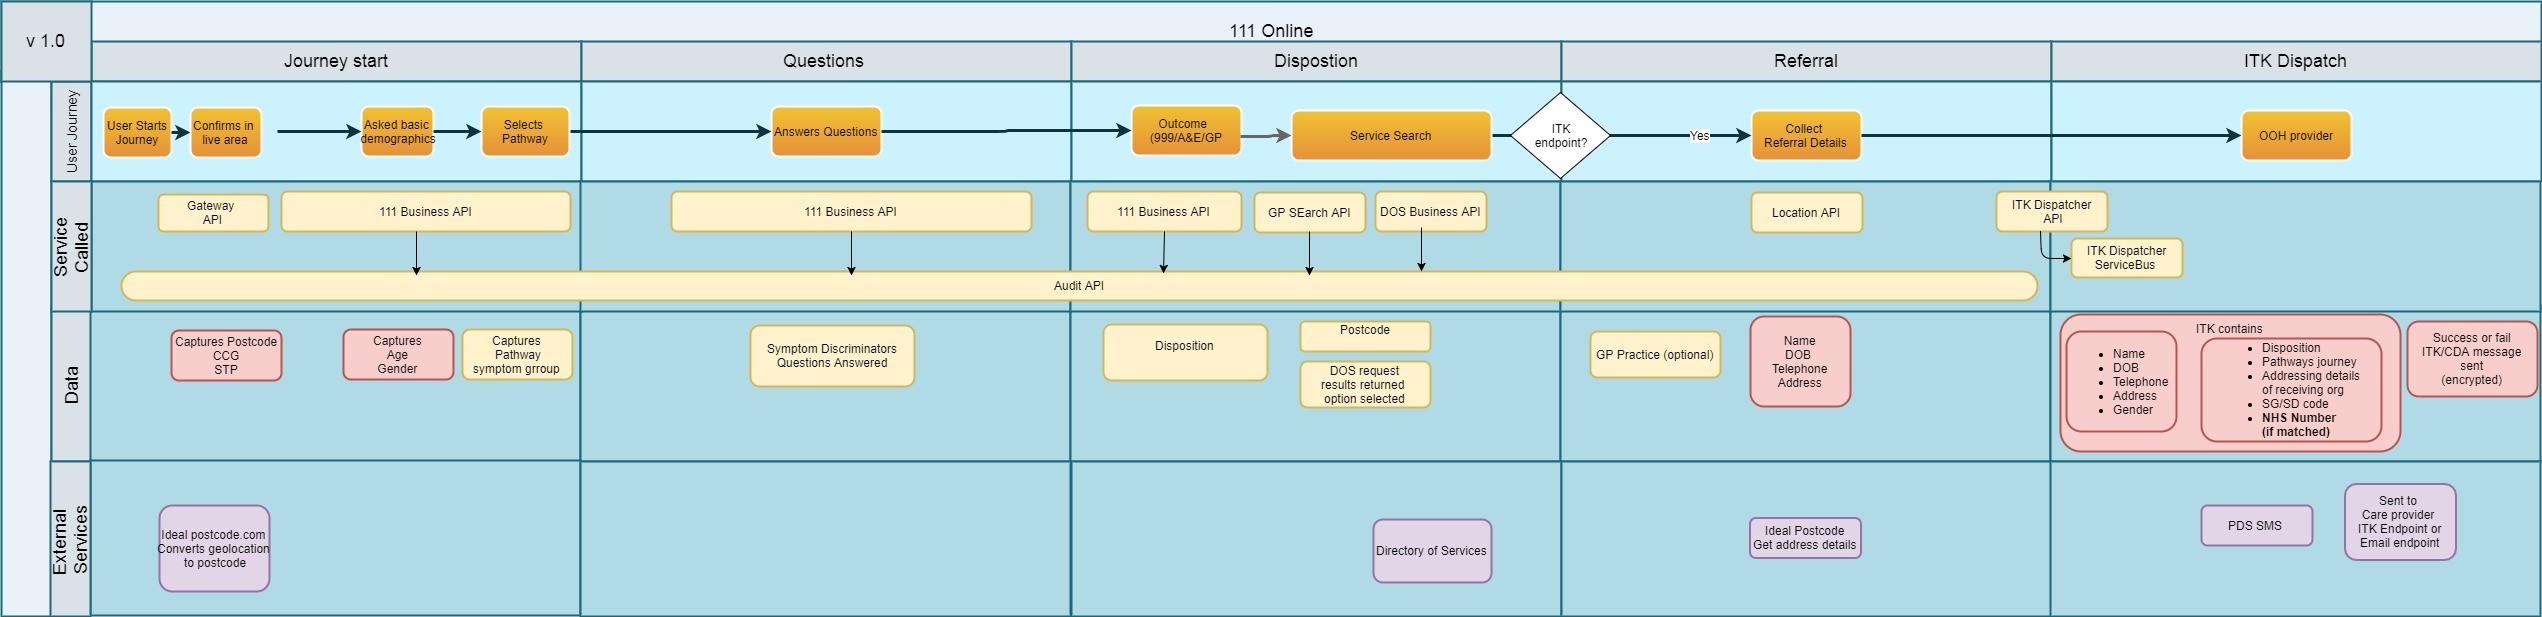 v 1.0
111 Online
Journey start
Questions
Dispostion
Referral
ITK Dispatch
User Journey
User Starts
Journey
Confirms in
live area
Asked basic
demographics
Selects
Pathway
Answers Questions
Outcome
(999/A&E/GP
Service Search
ITK
endpoint?
Yes
Collect
Referral Details
OOH provider
Service
Called
Gateway
API
111 Business API
111 Business API
111 Business API
GP SEarch API
DOS Business API
Location API
ITK Dispatcher
API
ITK Dispatcher
ServiceBus
Audit API
Data
Captures Postcode
CCG
STP
Captures
Age
Gender
Captures
Pathway
symptom grroup
Symptom Discriminators
Questions Answered
Disposition
Postcode
DOS request
results returned
option selected
GP Practice (optional)
Name
DOB
Telephone
Address
ITK contains
• Name
• DOB
• Telephone
• Address
• Gender
• Disposition
• Pathways journey
• Addressing details
of receiving org
• SG/SD code
• NHS Number
(if matched)
Success or fail
ITK/CDA message
sent
(encrypted)
External
Services
Ideal postcode.com
Converts geolocation
to postcode
Directory of Services
Ideal Postcode
Get address details
PDS SMS
Sent to
Care provider
ITK Endpoint or
Email endpoint